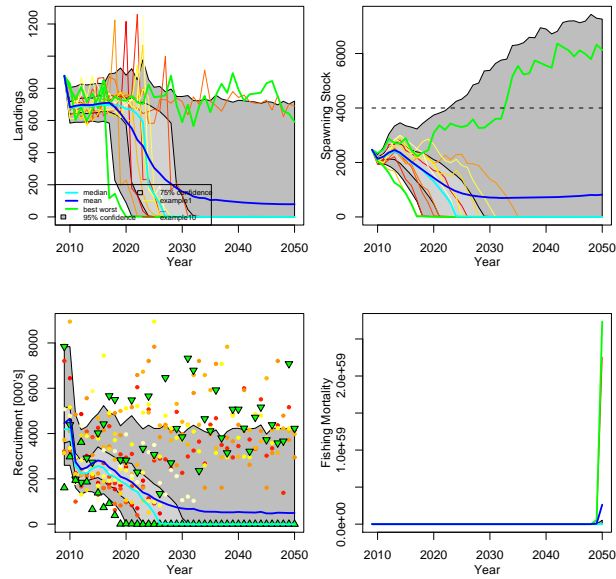 Landings
0 200 400 600 800 1000 1200
median
mean
best worst
95% confidence
75% confidence
example1
example10
2010 2020 2030 2040 2050
Year
Spawning Stock
0 2000 4000 6000
2010 2020 2030 2040 2050
Year
Recruitment [000's]
0 2000 4000 6000 8000
2010 2020 2030 2040 2050
Year
Fishing Mortality
0.0e+00 1.0e+59 2.0e+59
2010 2020 2030 2040 2050
Year